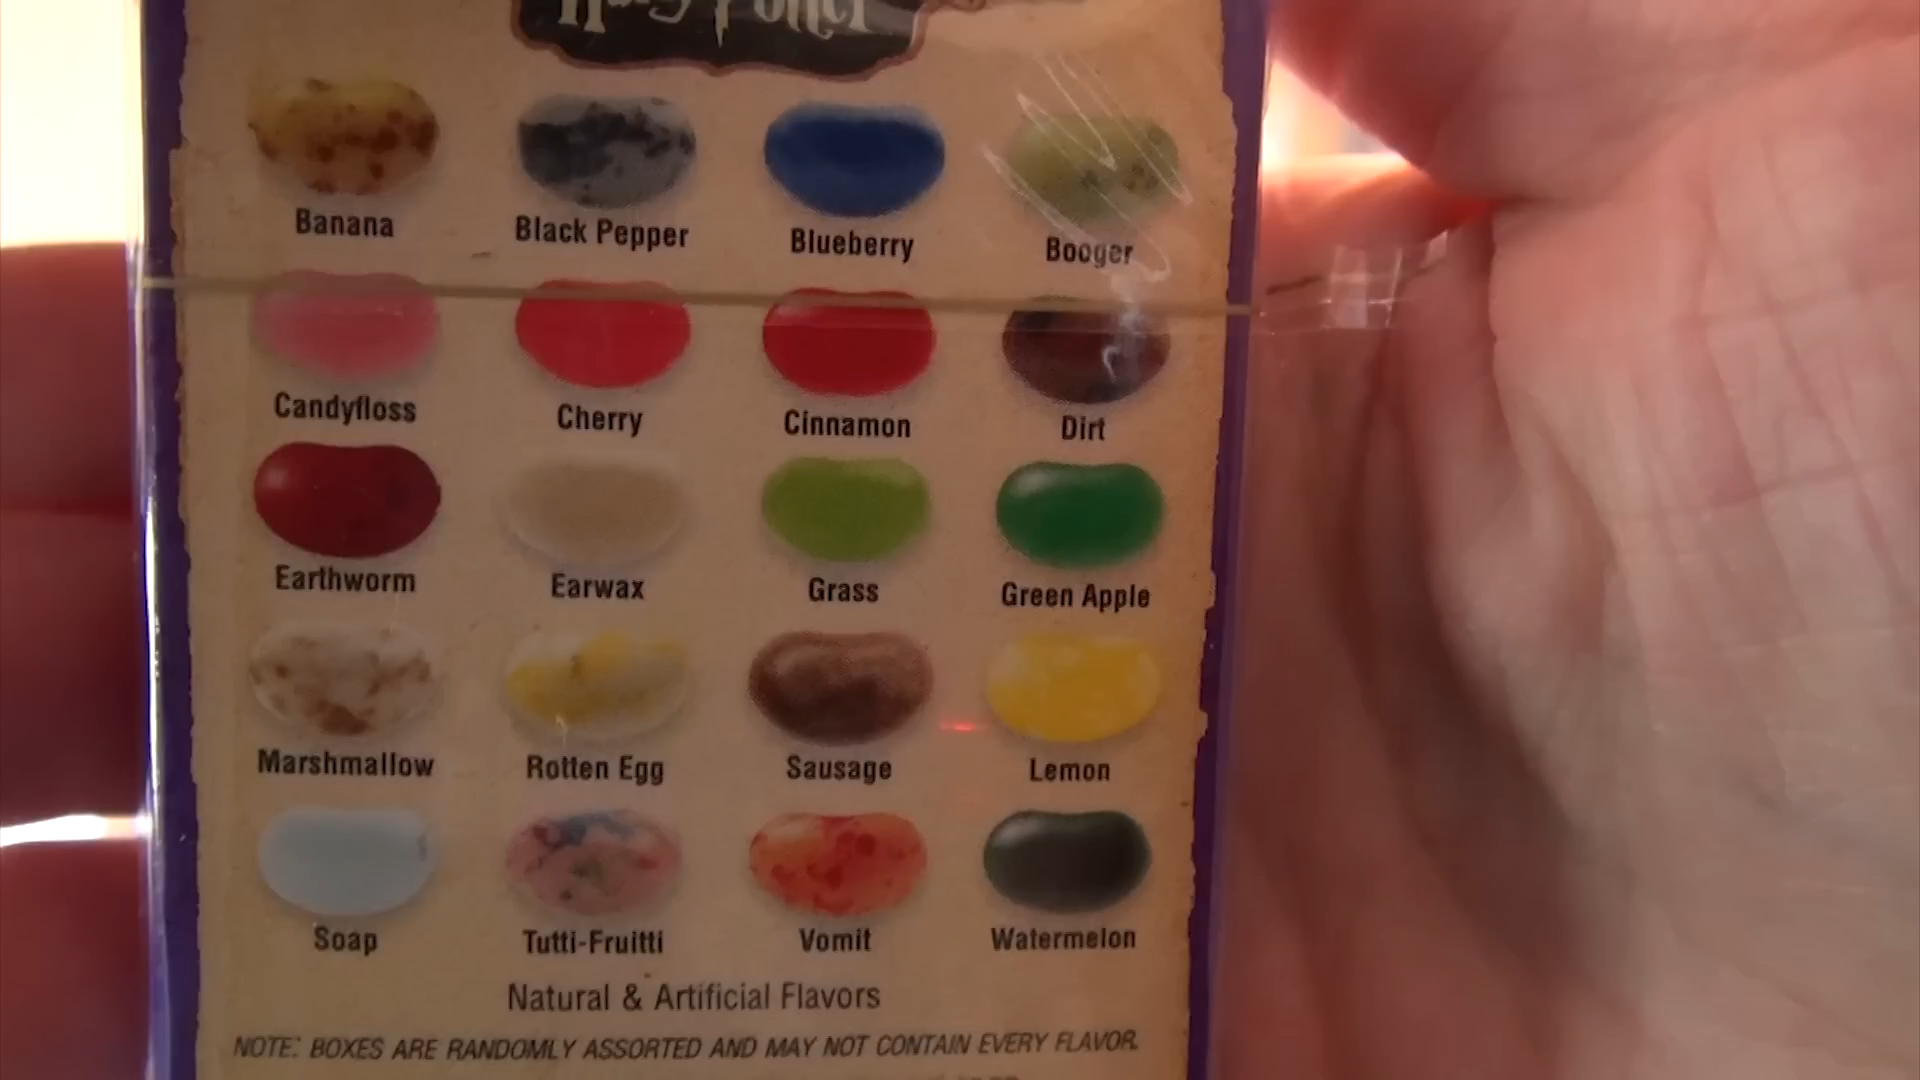 Harry Potter
Banana Black Pepper Blueberry Booger
Candyfloss Cherry Cinnamon Dirt
Earthworm Earwax Grass Green Apple
Marshmallow Rotten Egg Sausage Lemon
Soap Tutti-Fruitti Vomit Watermelon
Natural & Artificial Flavors
NOTE: BOXES ARE RANDOMLY ASSORTED AND MAY NOT CONTAIN EVERY FLAVOR.